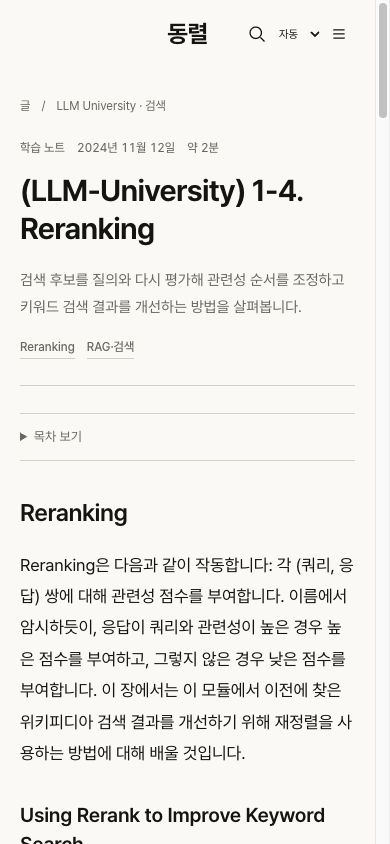 동렬
자동
글 / LLM University · 검색
학습 노트 2024년 11월 12일 약 2분
(LLM-University) 1-4.
Reranking
검색 후보를 질의와 다시 평가해 관련성 순서를 조정하고
키워드 검색 결과를 개선하는 방법을 살펴봅니다.
Reranking RAG·검색
▶ 목차 보기
Reranking
Reranking은 다음과 같이 작동합니다: 각 (쿼리, 응
답) 쌍에 대해 관련성 점수를 부여합니다. 이름에서
암시하듯이, 응답이 쿼리와 관련성이 높은 경우 높
은 점수를 부여하고, 그렇지 않은 경우 낮은 점수를
부여합니다. 이 장에서는 이 모듈에서 이전에 찾은
위키피디아 검색 결과를 개선하기 위해 재정렬을 사
용하는 방법에 대해 배울 것입니다.
Using Rerank to Improve Keyword
Search